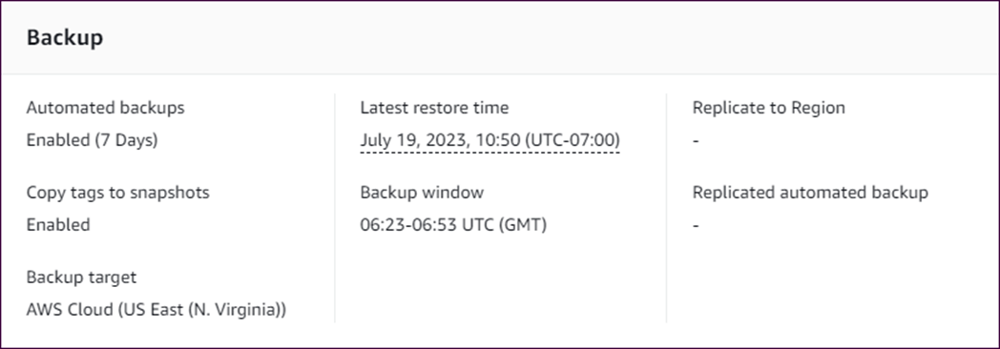 Backup
Automated backups
Enabled (7 Days)
Copy tags to snapshots
Enabled
Backup target
AWS Cloud (US East (N. Virginia))
Latest restore time
July 19, 2023, 10:50 (UTC-07:00)
Backup window
06:23-06:53 UTC (GMT)
Replicate to Region
-
Replicated automated backup
-